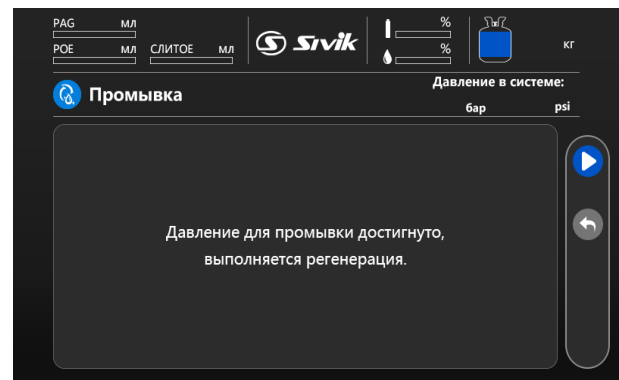 PAG мл
POE мл СЛИТОЕ мл
Sivik
%
%
кг
Промывка
Давление в системе:
бар psi
Давление для промывки достигнуто,
выполняется регенерация.